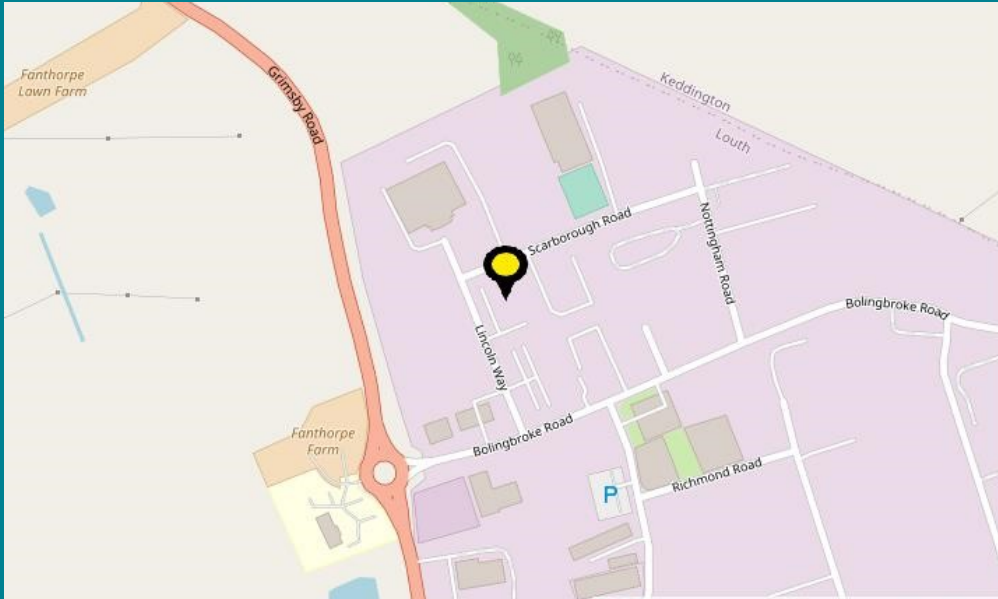 Fanthorpe
Lawn Farm
Grimsby Road
Keddington
Louth
Scarborough Road
Nottingham Road
Bolingbroke Road
Lincoln Way
Fanthorpe
Farm
Bolingbroke Road
Richmond Road
P